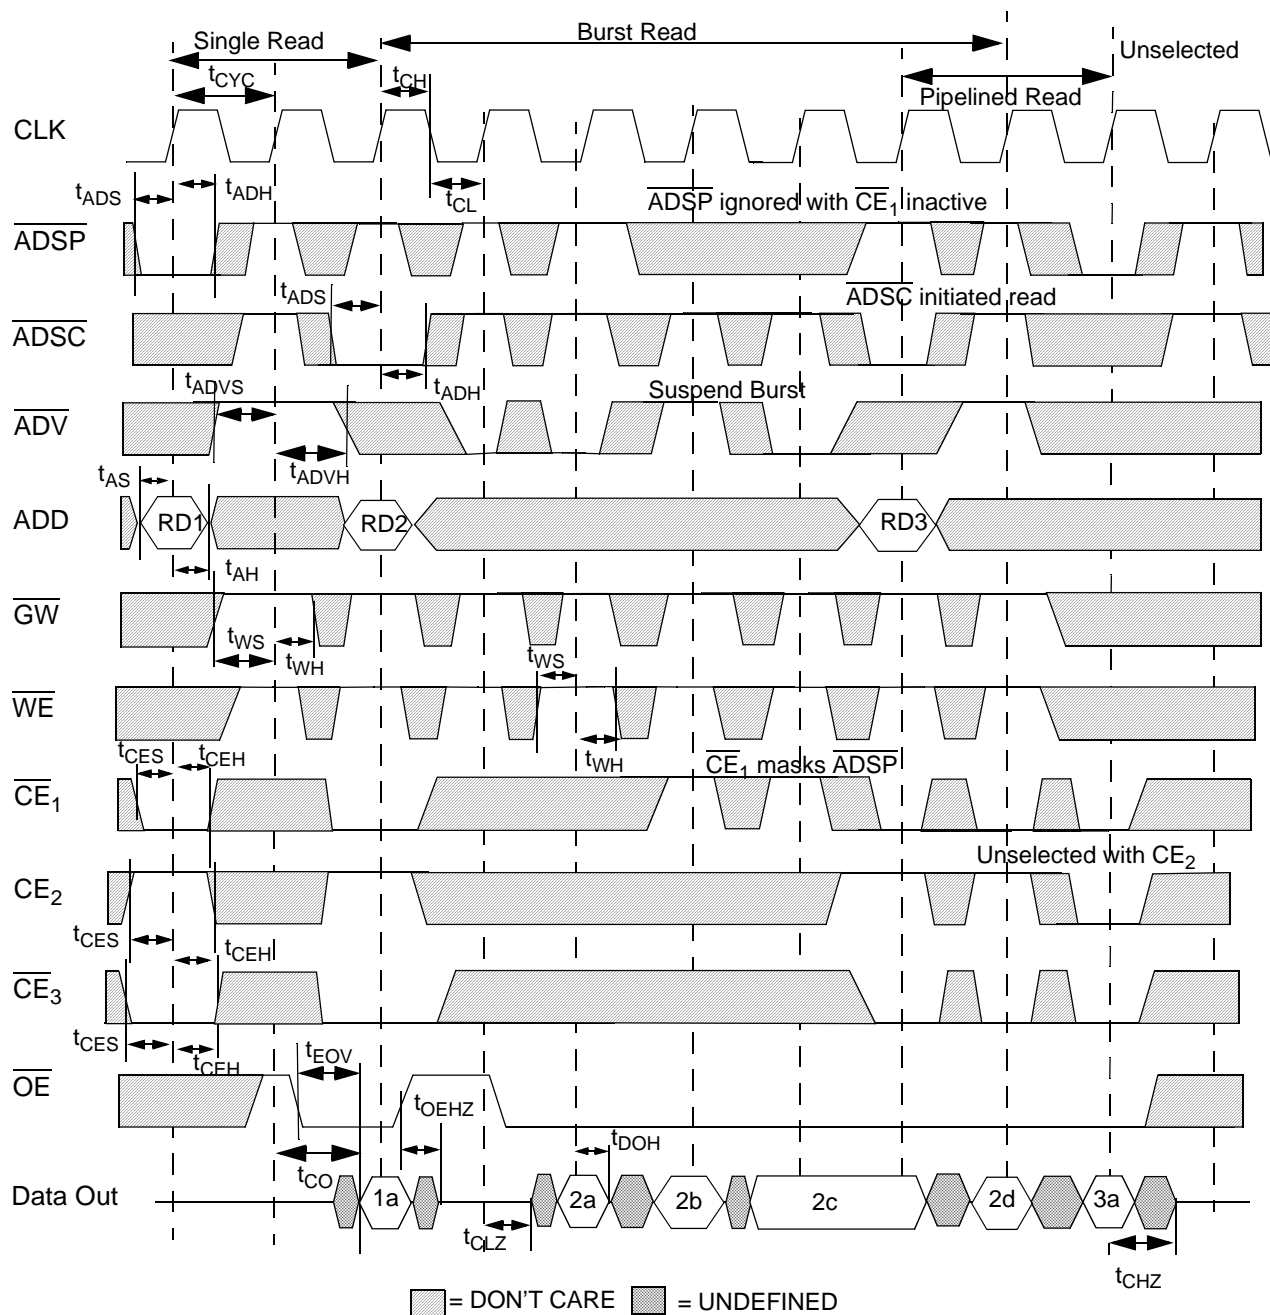 Single Read
Burst Read
Unselected
tCYC
tCH
Pipelined Read
CLK
tADS
tADH
tCL
ADSP ignored with CE1 inactive
ADSP
tADS
ADSC initiated read
ADSC
tADVS
tADH
Suspend Burst
ADV
tADVH
tAS
ADD
RD1
RD2
RD3
tAH
GW
tWS
tWH
tWS
WE
tCES
tCEH
tWH
CE1 masks ADSP
CE1
Unselected with CE2
CE2
tCES
tCEH
CE3
tCES
tCEH
tEOV
OE
tOEHZ
tDOH
tCO
Data Out
1a
2a
2b
2c
2d
3a
tCLZ
tCHZ
= DON'T CARE
= UNDEFINED